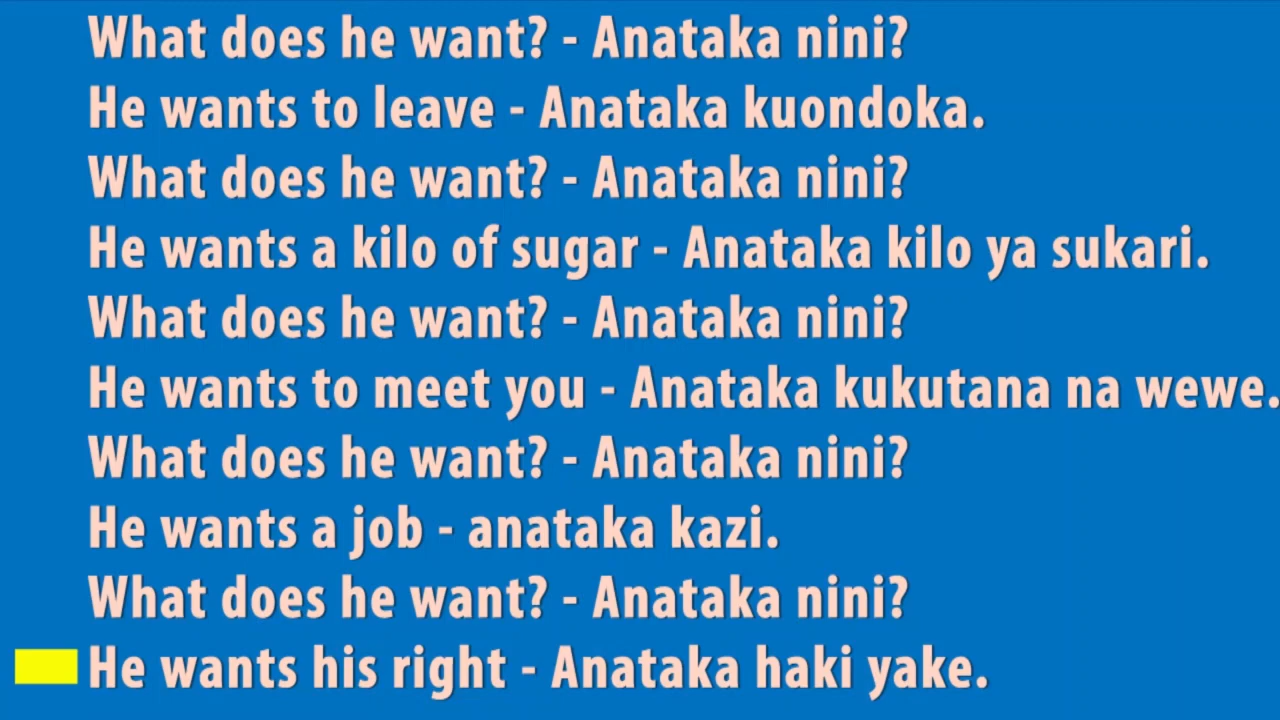 What does he want? - Anataka nini?
He wants to leave - Anataka kuondoka.
What does he want? - Anataka nini?
He wants a kilo of sugar - Anataka kilo ya sukari.
What does he want? - Anataka nini?
He wants to meet you - Anataka kukutana na wewe.
What does he want? - Anataka nini?
He wants a job - anataka kazi.
What does he want? - Anataka nini?
He wants his right - Anataka haki yake.